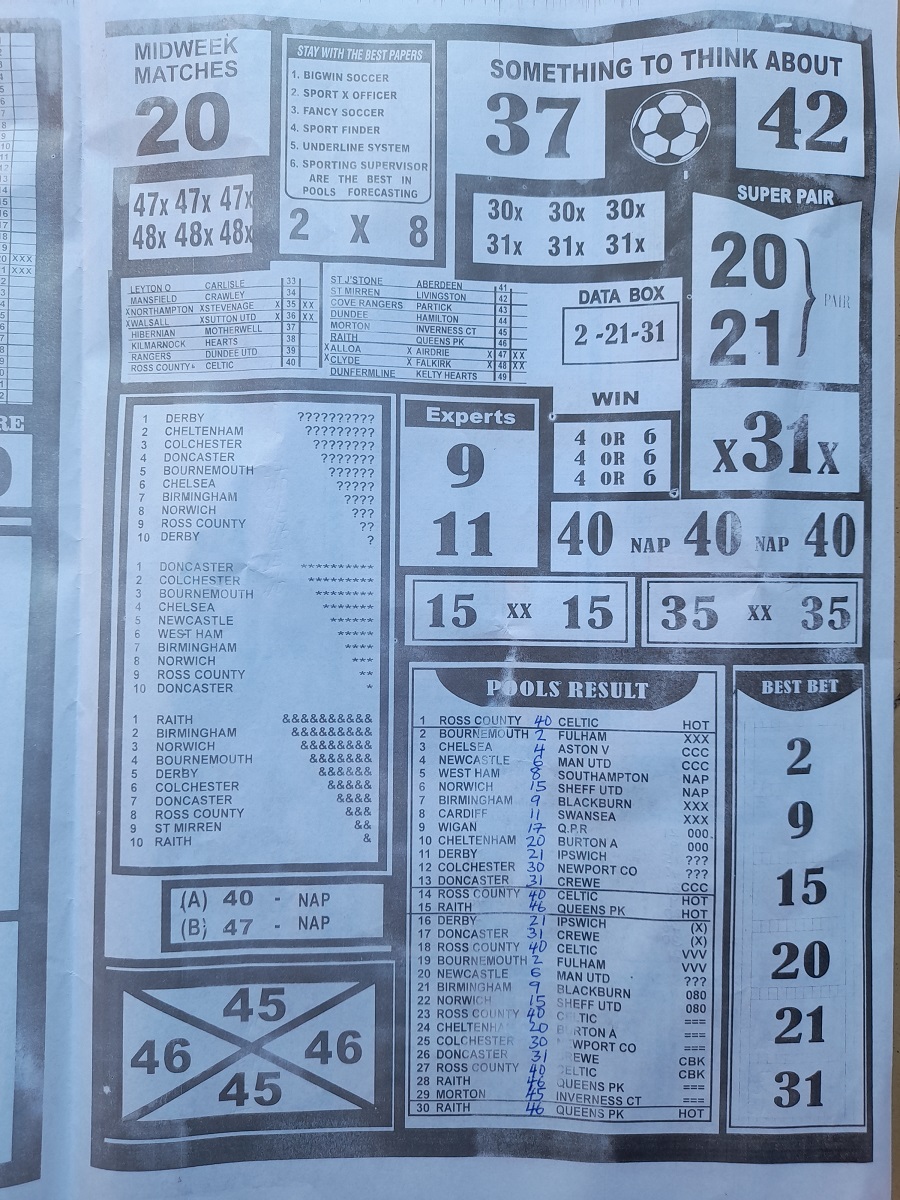 MIDWEEK
MATCHES
20
STAY WITH THE BEST PAPERS
1. BIGWIN SOCCER
2. SPORT X OFFICER
3. FANCY SOCCER
4. SPORT FINDER
5. UNDERLINE SYSTEM
6. SPORTING SUPERVISOR
ARE THE BEST IN
POOLS FORECASTING
2 X 8
SOMETHING TO THINK ABOUT
37 42
47x 47x 47x
48x 48x 48x
30x 30x 30x
31x 31x 31x
SUPER PAIR
20
21
PAIR
LEYTON O CARLISLE 33
MANSFIELD CRAWLEY 34
XNORTHAMPTON XSTEVENAGE X 35 XX
XWALSALL XSUTTON UTD X 36 XX
HIBERNIAN MOTHERWELL 37
KILMARNOCK HEARTS 38
RANGERS DUNDEE UTD 39
ROSS COUNTY CELTIC 40
ST J'STONE ABERDEEN 41
ST MIRREN LIVINGSTON 42
COVE RANGERS PARTICK 43
DUNDEE HAMILTON 44
MORTON INVERNESS CT 45
RAITH QUEENS PK 46
XALLOA X AIRDRIE X 47 XX
XCLYDE X FALKIRK X 48 XX
DUNFERMLINE KELTY HEARTS 49
DATA BOX
2 -21-31
WIN
4 OR 6
4 OR 6
4 OR 6
x31x
1 DERBY ??????????
2 CHELTENHAM ?????????
3 COLCHESTER ????????
4 DONCASTER ???????
5 BOURNEMOUTH ??????
6 CHELSEA ?????
7 BIRMINGHAM ????
8 NORWICH ???
9 ROSS COUNTY ??
10 DERBY ?
1 DONCASTER **********
2 COLCHESTER *********
3 BOURNEMOUTH ********
4 CHELSEA *******
5 NEWCASTLE ******
6 WEST HAM *****
7 BIRMINGHAM ****
8 NORWICH ***
9 ROSS COUNTY **
10 DONCASTER *
1 RAITH &&&&&&&&&&
2 BIRMINGHAM &&&&&&&&&
3 NORWICH &&&&&&&&
4 BOURNEMOUTH &&&&&&&
5 DERBY &&&&&&
6 COLCHESTER &&&&&
7 DONCASTER &&&&
8 ROSS COUNTY &&&
9 ST MIRREN &&
10 RAITH &
Experts
9
11
40 NAP 40 NAP 40
15 XX 15
35 XX 35
(A) 40 - NAP
(B) 47 - NAP
45
46 46
45
POOLS RESULT
1 ROSS COUNTY 40 CELTIC HOT
2 BOURNEMOUTH 2 FULHAM XXX
3 CHELSEA 4 ASTON V CCC
4 NEWCASTLE 6 MAN UTD CCC
5 WEST HAM 8 SOUTHAMPTON NAP
6 NORWICH 15 SHEFF UTD NAP
7 BIRMINGHAM 9 BLACKBURN XXX
8 CARDIFF 11 SWANSEA XXX
9 WIGAN 17 Q.P.R 000
10 CHELTENHAM 20 BURTON A 000
11 DERBY 21 IPSWICH ???
12 COLCHESTER 30 NEWPORT CO ???
13 DONCASTER 31 CREWE CCC
14 ROSS COUNTY 40 CELTIC HOT
15 RAITH 46 QUEENS PK HOT
16 DERBY 21 IPSWICH (X)
17 DONCASTER 31 CREWE (X)
18 ROSS COUNTY 40 CELTIC VVV
19 BOURNEMOUTH 2 FULHAM VVV
20 NEWCASTLE 6 MAN UTD ???
21 BIRMINGHAM 9 BLACKBURN 080
22 NORWICH 15 SHEFF UTD 080
23 ROSS COUNTY 40 CELTIC ===
24 CHELTENHA 20 BURTON A ===
25 COLCHESTER 30 WPORT CO ===
26 DONCASTER 31 EWE CBK
27 ROSS COUNTY 40 ELTIC CBK
28 RAITH 46 QUEENS PK ===
29 MORTON 45 INVERNESS CT ===
30 RAITH 46 QUEENS PK HOT
BEST BET
2
9
15
20
21
31